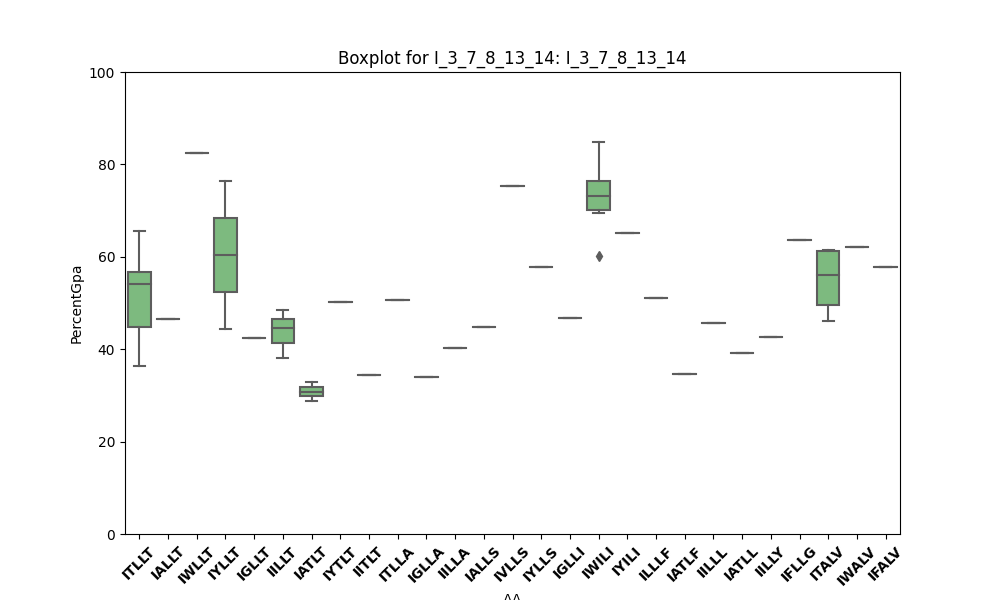 Boxplot for I_3_7_8_13_14: I_3_7_8_13_14
PercentGpa
100
80
60
40
20
0
ITLLT IALLT IWLLT IYLLT IGLLT IILLT IATLT IYTLT IITLT ITLLA IGLLA IILLA IALLS IVLLS IYLLS IGLLI IWILI IYILI ILLLF IATLF IILLL IATLL IILLY IFLLG ITALV IWALV IFALV
AA